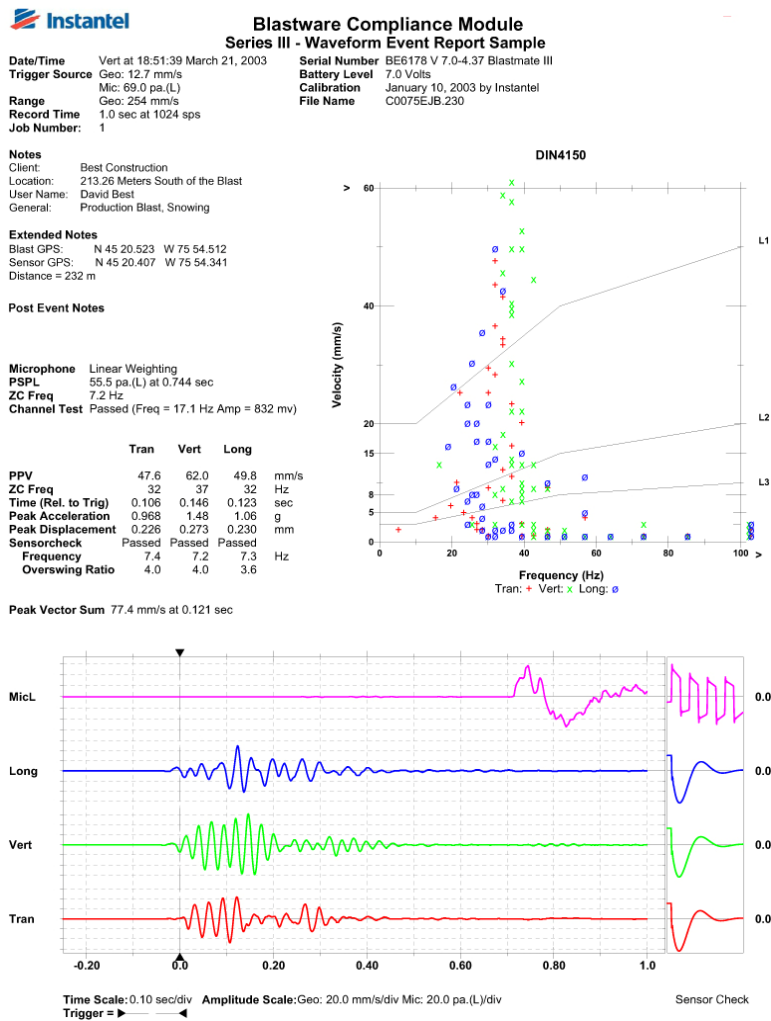 Instantel
Blastware Compliance Module
Series III - Waveform Event Report Sample
Date/Time Vert at 18:51:39 March 21, 2003
Trigger Source Geo: 12.7 mm/s
Mic: 69.0 pa.(L)
Range Geo: 254 mm/s
Record Time 1.0 sec at 1024 sps
Job Number: 1
Serial Number BE6178 V 7.0-4.37 Blastmate III
Battery Level 7.0 Volts
Calibration January 10, 2003 by Instantel
File Name C0075EJB.230
Notes
Client: Best Construction
Location: 213.26 Meters South of the Blast
User Name: David Best
General: Production Blast, Snowing
Extended Notes
Blast GPS: N 45 20.523 W 75 54.512
Sensor GPS: N 45 20.407 W 75 54.341
Distance = 232 m
Post Event Notes
Microphone Linear Weighting
PSPL 55.5 pa.(L) at 0.744 sec
ZC Freq 7.2 Hz
Channel Test Passed (Freq = 17.1 Hz Amp = 832 mv)
Tran Vert Long
PPV 47.6 62.0 49.8 mm/s
ZC Freq 32 37 32 Hz
Time (Rel. to Trig) 0.106 0.146 0.123 sec
Peak Acceleration 0.968 1.48 1.06 g
Peak Displacement 0.226 0.273 0.230 mm
Sensorcheck Passed Passed Passed
Frequency 7.4 7.2 7.3 Hz
Overswing Ratio 4.0 4.0 3.6
Peak Vector Sum 77.4 mm/s at 0.121 sec
DIN4150
>
60
40
20
15
8
5
0
Velocity (mm/s)
L1
L2
L3
0 20 40 60 80 100 >
Frequency (Hz)
Tran: + Vert: x Long: ø
MicL 0.0
Long 0.0
Vert 0.0
Tran 0.0
-0.20 0.0 0.20 0.40 0.60 0.80 1.0
Time Scale: 0.10 sec/div Amplitude Scale: Geo: 20.0 mm/s/div Mic: 20.0 pa.(L)/div
Sensor Check
Trigger =